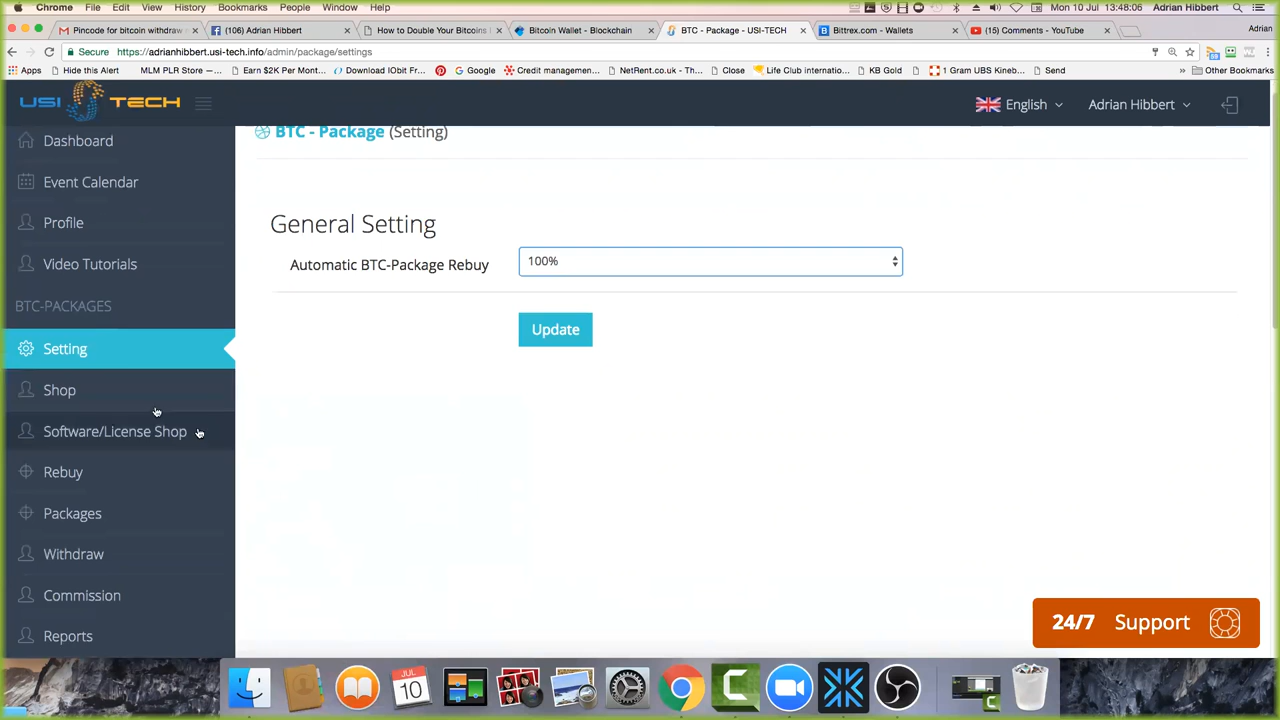 Chrome File Edit View History Bookmarks People Window Help Mon 10 Jul 13:48:06 Adrian Hibbert
Pincode for bitcoin withdraw (106) Adrian Hibbert How to Double Your Bitcoins Bitcoin Wallet - Blockchain BTC - Package - USI-TECH Bittrex.com - Wallets (15) Comments - YouTube Adrian
Secure https://adrianhibbert.usi-tech.info/admin/package/settings
Apps Hide this Alert MLM PLR Store —... Earn $2K Per Mont... Download IObit Fr... Google Credit managemen... NetRent.co.uk - Th... Close Life Club internatio... KB Gold 1 Gram UBS Kineb... Send » Other Bookmarks
USI TECH English Adrian Hibbert
Dashboard
Event Calendar
Profile
Video Tutorials
BTC-PACKAGES
Setting
Shop
Software/License Shop
Rebuy
Packages
Withdraw
Commission
Reports
BTC - Package (Setting)
General Setting
Automatic BTC-Package Rebuy 100%
Update
24/7 Support
JUL
10